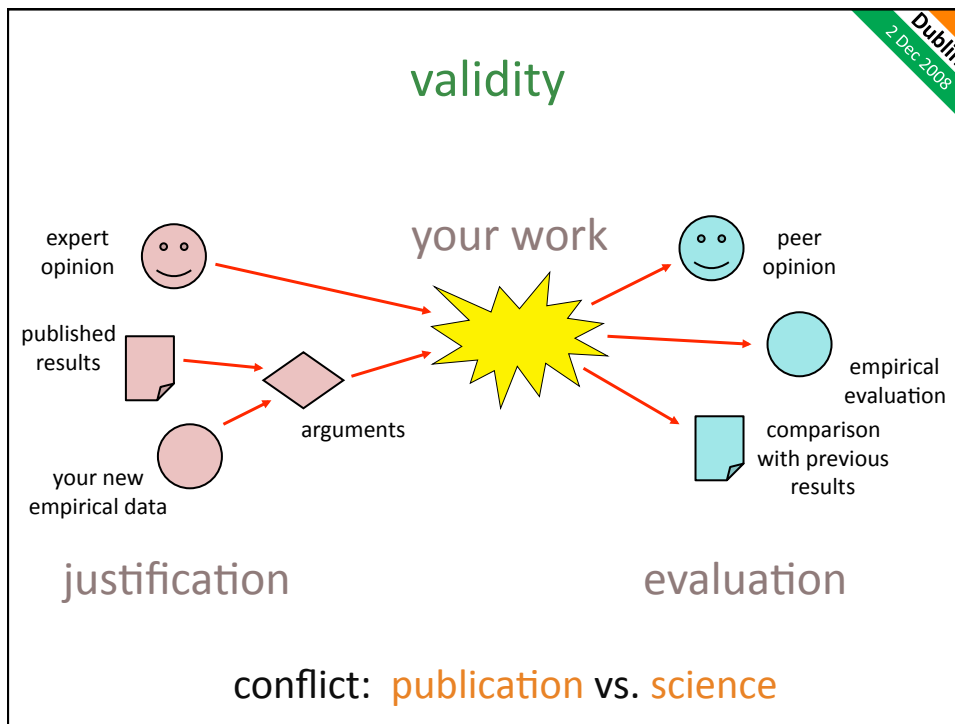 Dublin
2 Dec 2008
validity
your work
expert
opinion
published
results
arguments
your new
empirical data
peer
opinion
empirical
evaluation
comparison
with previous
results
justification
evaluation
conflict: publication vs. science